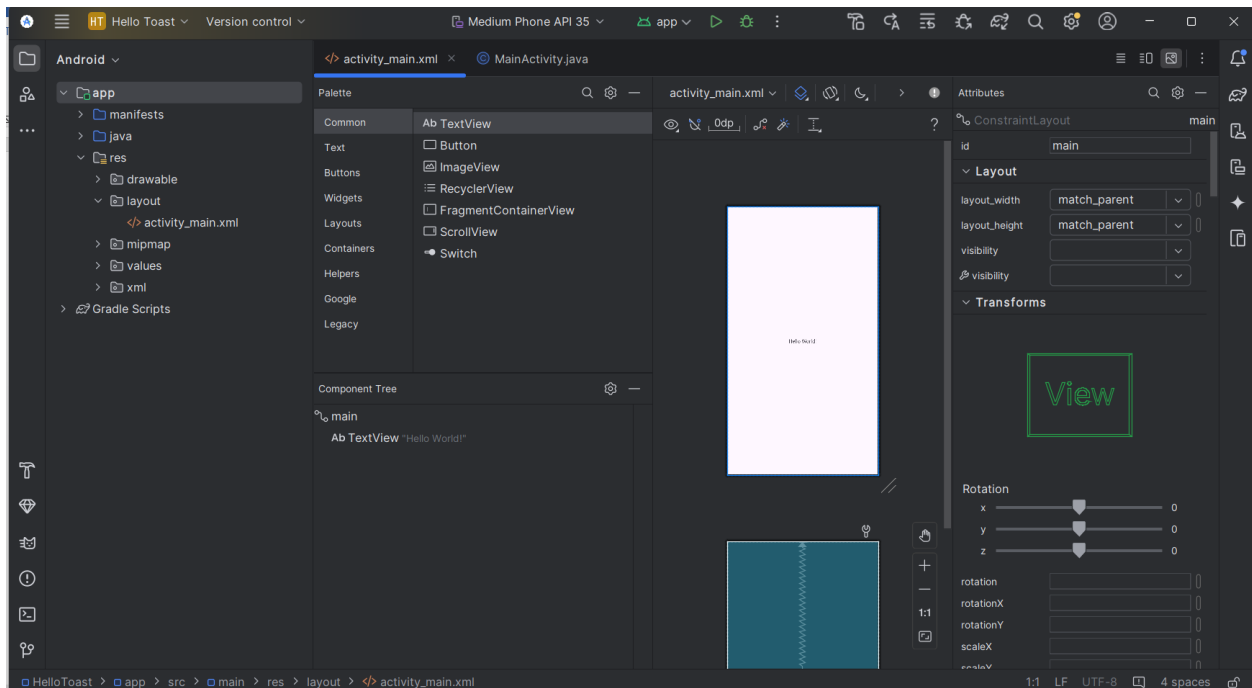 HT Hello Toast Version control Medium Phone API 35 app
Android
app
manifests
java
res
drawable
layout
</> activity_main.xml
mipmap
values
xml
Gradle Scripts
</> activity_main.xml
MainActivity.java
Palette
Common
Text
Buttons
Widgets
Layouts
Containers
Helpers
Google
Legacy
Ab TextView
Button
ImageView
RecyclerView
FragmentContainerView
ScrollView
Switch
Component Tree
main
Ab TextView "Hello World!"
activity_main.xml
0dp
?
Hello World!
1:1
Attributes
ConstraintLayout main
id main
Layout
layout_width match_parent
layout_height match_parent
visibility
visibility
Transforms
View
Rotation
x 0
y 0
z 0
rotation
rotationX
rotationY
scaleX
scaleY
HelloToast > app > src > main > res > layout > </> activity_main.xml
1:1 LF UTF-8 4 spaces